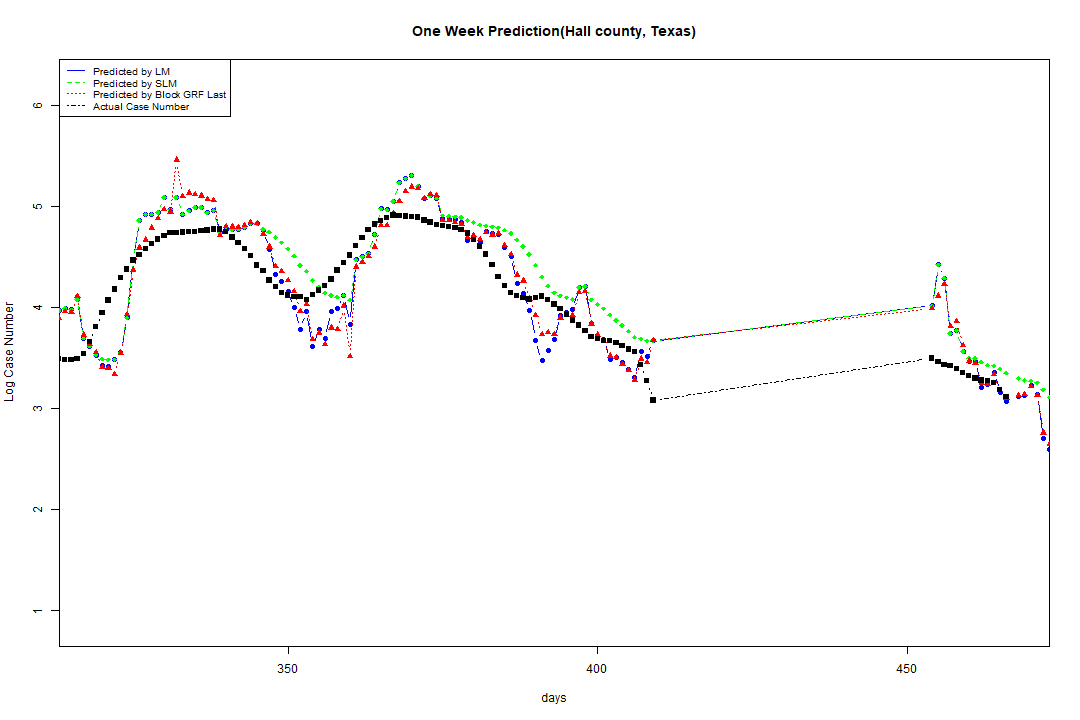 One Week Prediction(Hall county, Texas)
Predicted by LM
Predicted by SLM
Predicted by Block GRF Last
Actual Case Number
6
5
4
3
2
1
Log Case Number
350
400
450
days